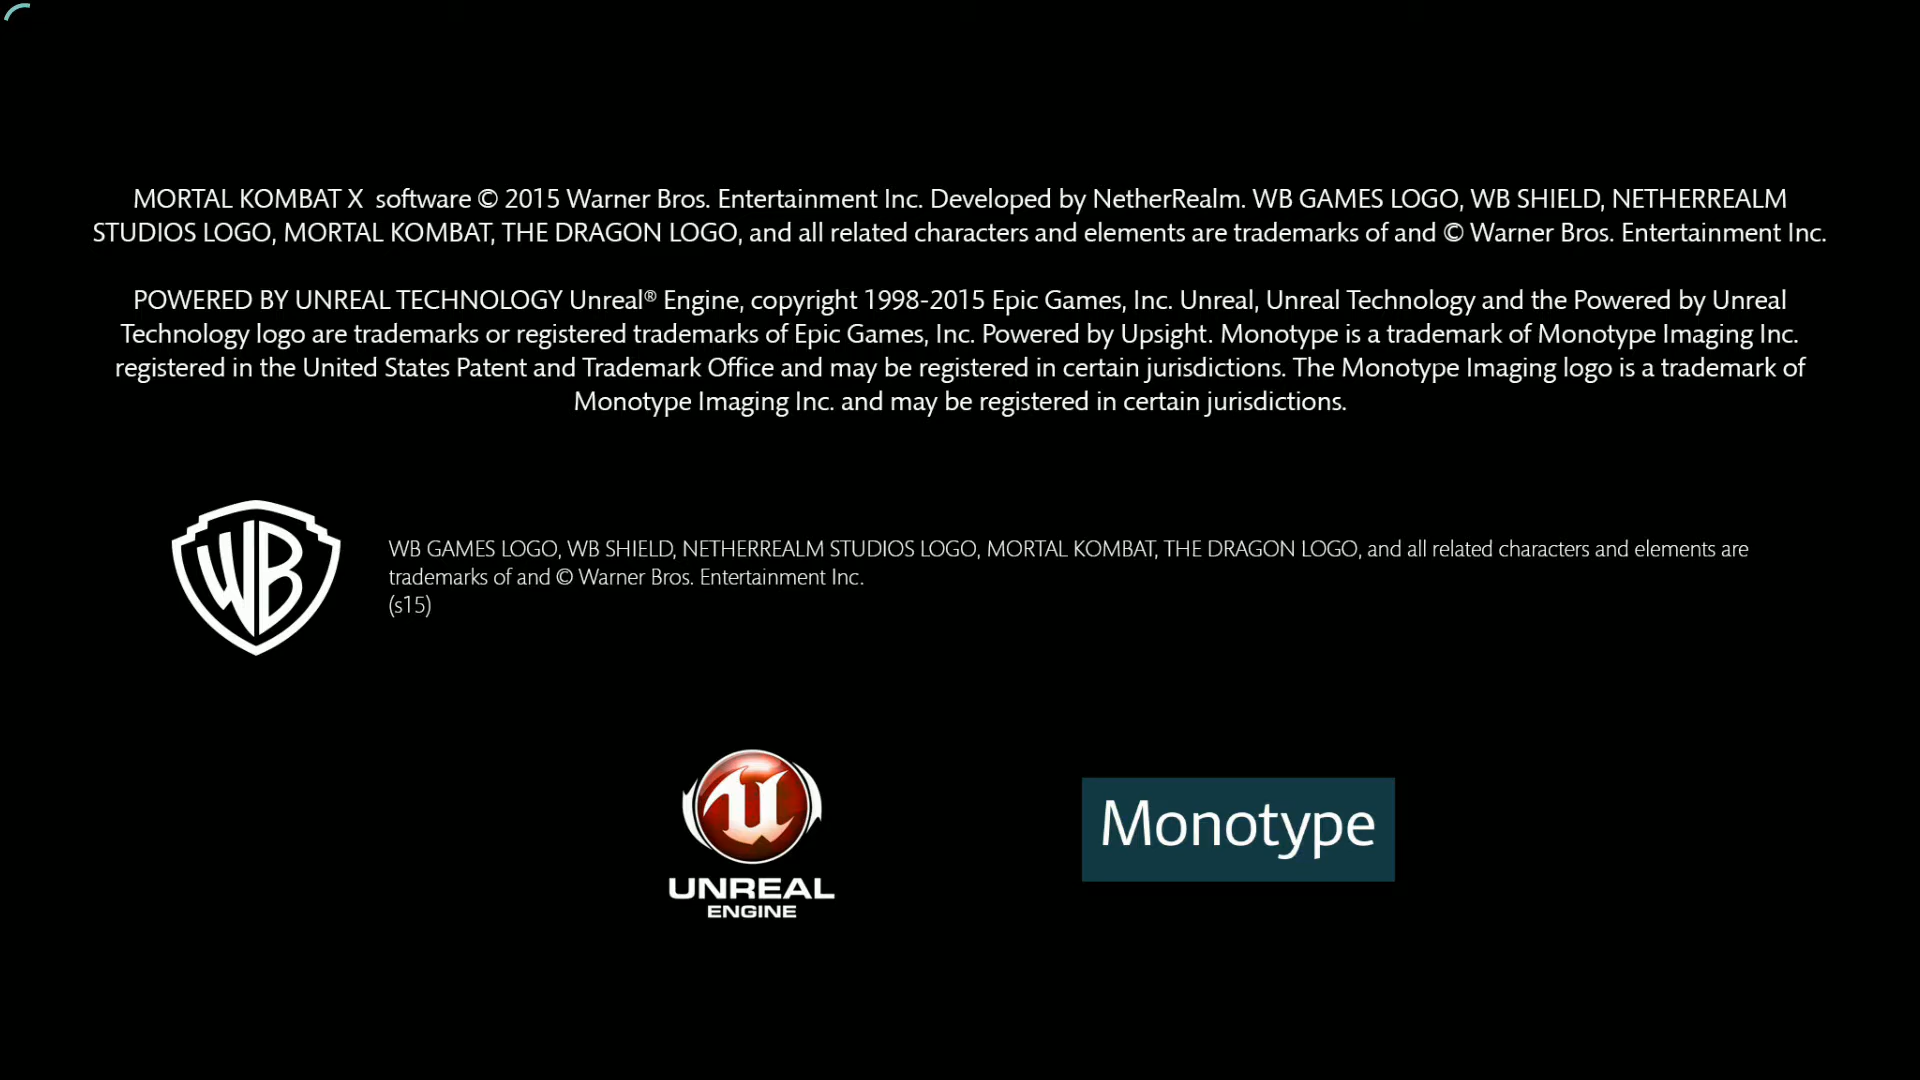 MORTAL KOMBAT X software © 2015 Warner Bros. Entertainment Inc. Developed by NetherRealm. WB GAMES LOGO, WB SHIELD, NETHERREALM
STUDIOS LOGO, MORTAL KOMBAT, THE DRAGON LOGO, and all related characters and elements are trademarks of and © Warner Bros. Entertainment Inc.
POWERED BY UNREAL TECHNOLOGY Unreal® Engine, copyright 1998-2015 Epic Games, Inc. Unreal, Unreal Technology and the Powered by Unreal
Technology logo are trademarks or registered trademarks of Epic Games, Inc. Powered by Upsight. Monotype is a trademark of Monotype Imaging Inc.
registered in the United States Patent and Trademark Office and may be registered in certain jurisdictions. The Monotype Imaging logo is a trademark of
Monotype Imaging Inc. and may be registered in certain jurisdictions.
WB
WB GAMES LOGO, WB SHIELD, NETHERREALM STUDIOS LOGO, MORTAL KOMBAT, THE DRAGON LOGO, and all related characters and elements are
trademarks of and © Warner Bros. Entertainment Inc.
(s15)
U
UNREAL
ENGINE
Monotype